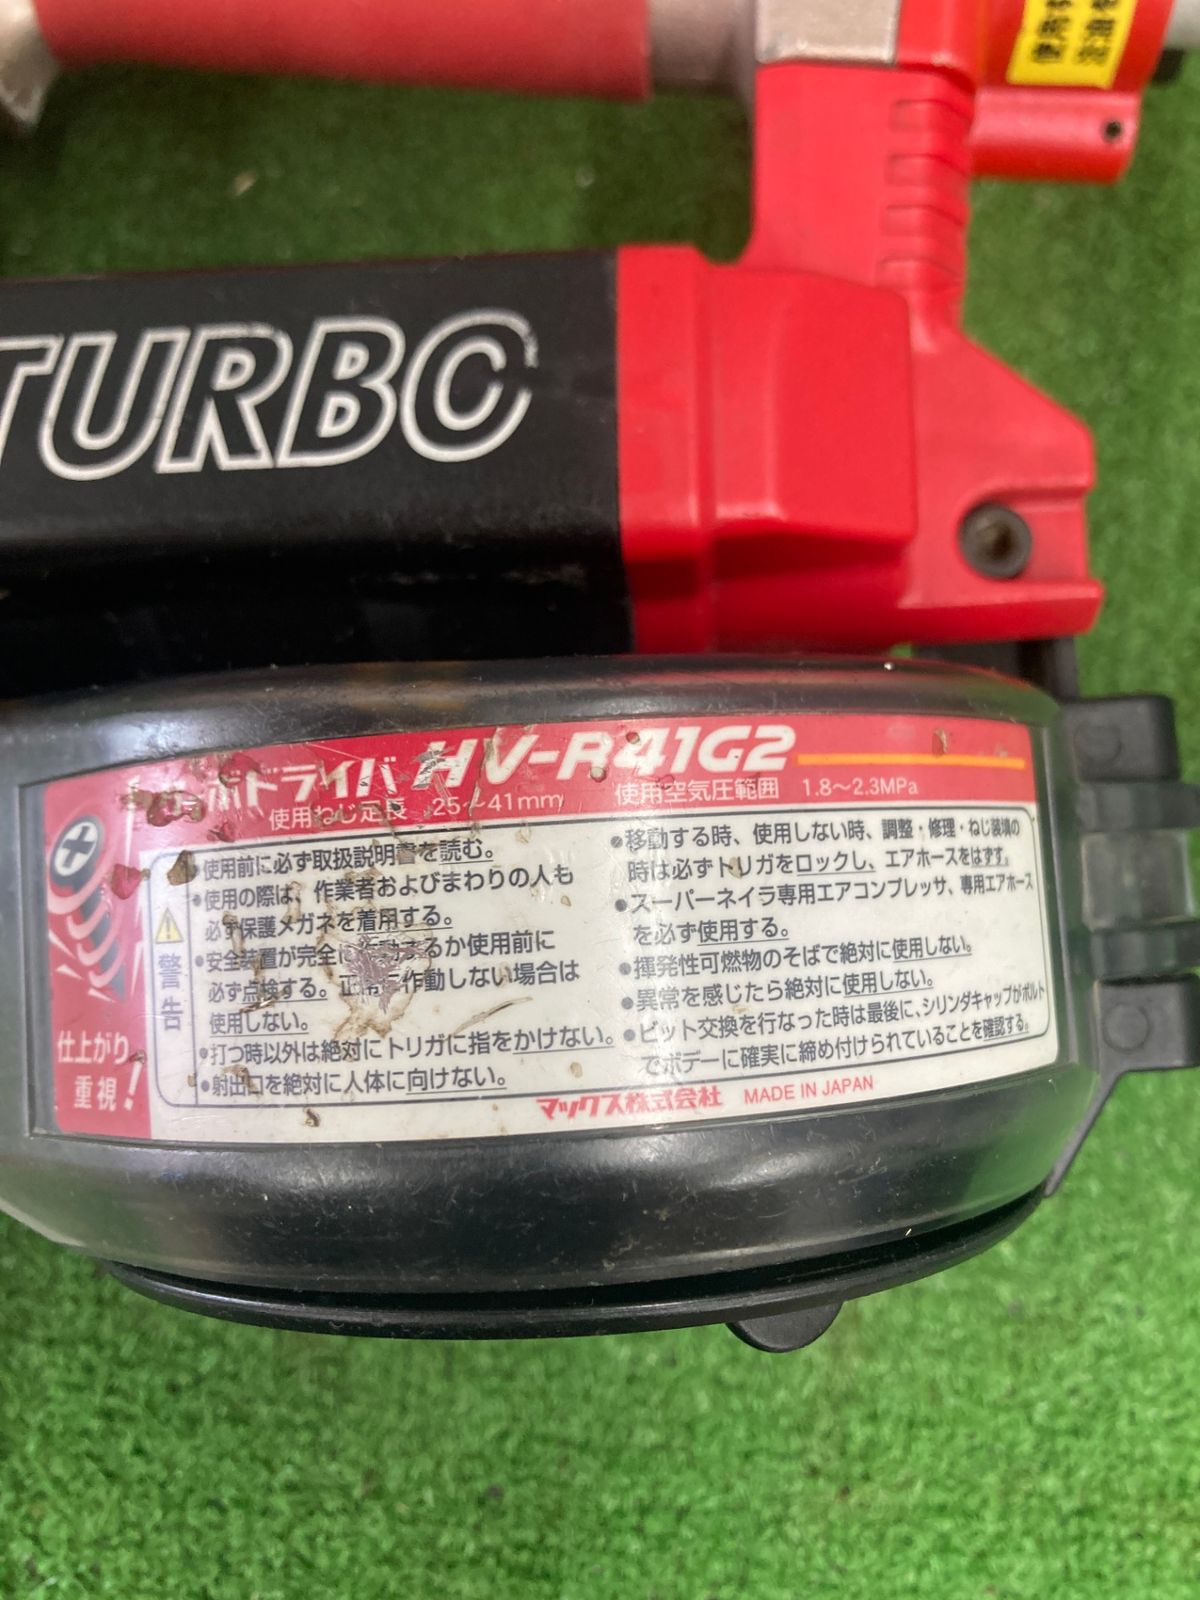 使用
注油
TURBO
ボドライバ HV-R41G2
使用ねじ足長 25～41mm 使用空気圧範囲 1.8～2.3MPa
警告
•使用前に必ず取扱説明書を読む。
•使用の際は、作業者およびまわりの人も
必ず保護メガネを着用する。
•安全装置が完全に作動するか使用前に
必ず点検する。正常に作動しない場合は
使用しない。
•打つ時以外は絶対にトリガに指をかけない。
•射出口を絶対に人体に向けない。
•移動する時、使用しない時、調整・修理・ねじ装填の
時は必ずトリガをロックし、エアホースをはずす。
•スーパーネイラ専用エアコンプレッサ、専用エアホース
を必ず使用する。
•揮発性可燃物のそばで絶対に使用しない。
•異常を感じたら絶対に使用しない。
•ビット交換を行なった時は最後に、シリンダキャップがボルト
でボデーに確実に締め付けられていることを確認する。
仕上がり
重視！
マックス株式会社 MADE IN JAPAN